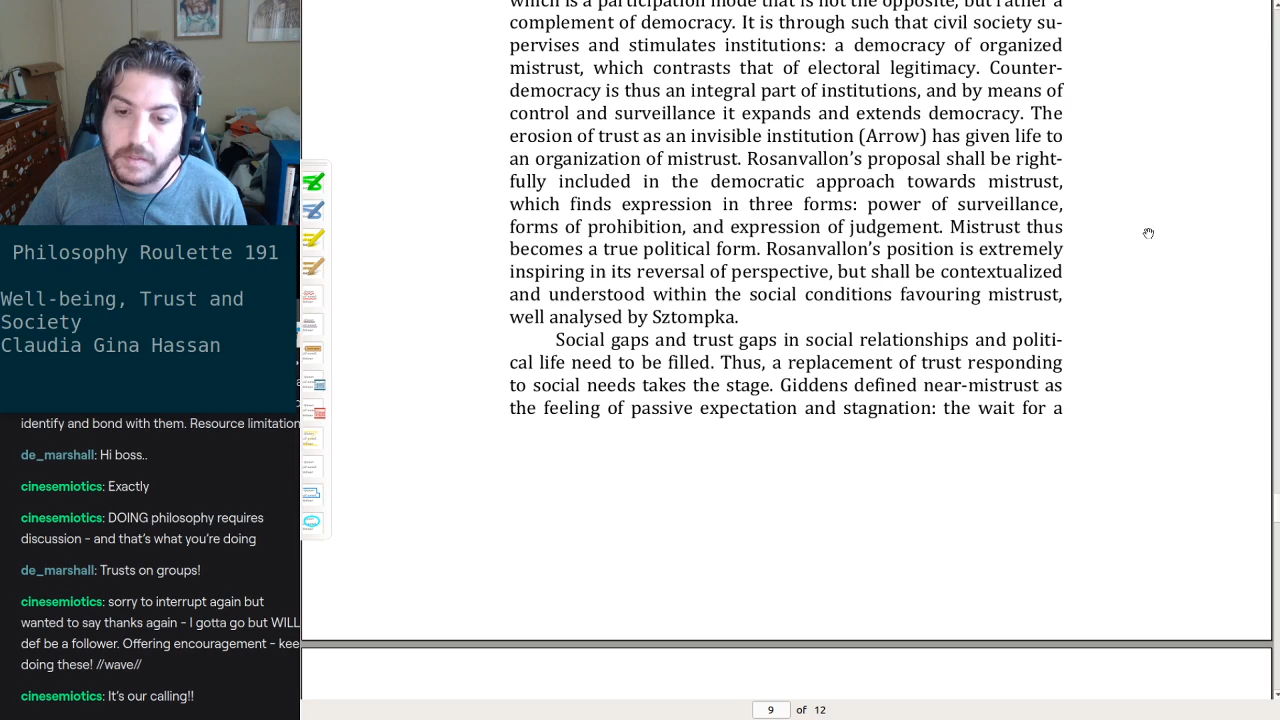 which is a participation mode that is not the opposite, but rather a
complement of democracy. It is through such that civil society su-
pervises and stimulates institutions: a democracy of organized
mistrust, which contrasts that of electoral legitimacy. Counter-
democracy is thus an integral part of institutions, and by means of
control and surveillance it expands and extends democracy. The
erosion of trust as an invisible institution (Arrow) has given life to
an organization of mistrust. Rosanvallon’s proposal shall be right-
fully included in the democratic approach towards mistrust,
which finds expression in three forms: power of surveillance,
forms of prohibition, and expression of judgement. Mistrust thus
becomes a true political form. Rosanvallon’s position is extremely
inspiring in its reversal of perspective, but shall be contextualized
and understood within the social conditions favouring mistrust,
well analysed by Sztompka.
Social gaps and trust gaps in social relationships and politi-
cal life need to be filled. Thus, a replacement of trust responding
to social needs takes the stage. Giddens defines near-mistrust as
the feeling of passive expectation and stagnation: the wait for a
Philosophy Roulette 191
Well-being, Trust and
Society
Claudia Gina Hassan
identify and bond with them. Resource limitation
de_marshall: Hi boss..
cinesemiotics: Exactly
cinesemiotics: DOING philosophy requires
discussion - and that's what you're doing
de_marshall: Trusts on groups!
cinesemiotics: sorry to interrupt again but
wanted to say thanks again - I gotta go but WILL
def be a follower. Offering encouragement - kee
doing these! //wave//
cinesemiotics: It's our calling!!
9 of 12